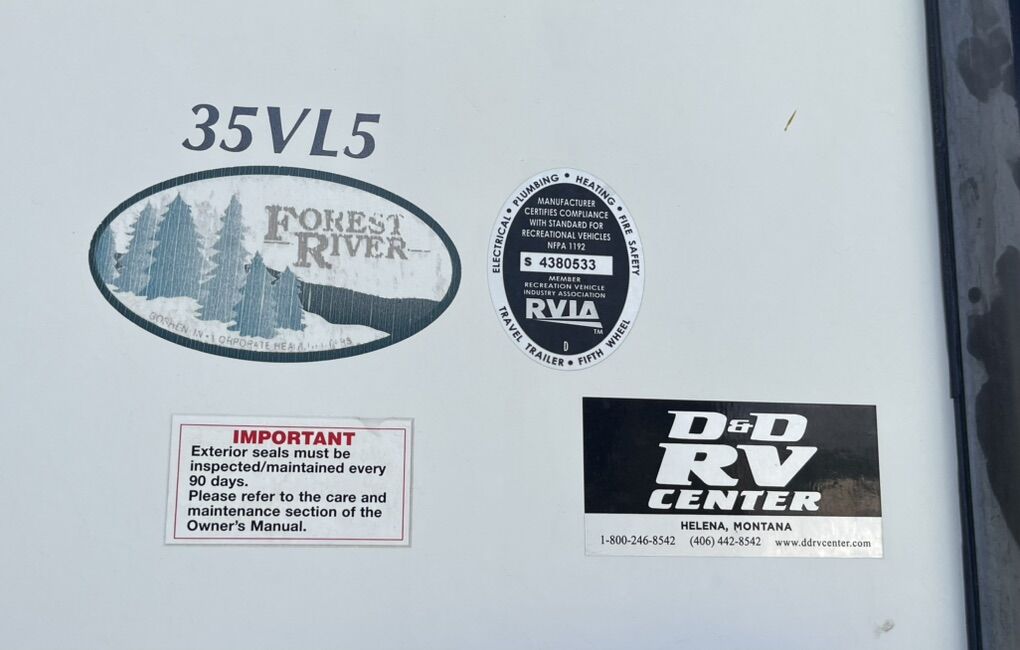 35VL5
FOREST
RIVER
GOSHEN IN
CORPORATE
ELECTRICAL • PLUMBING • HEATING • FIRE SAFETY
MANUFACTURER
CERTIFIES COMPLIANCE
WITH STANDARD FOR
RECREATIONAL VEHICLES
NFPA 1192
S 4380533
MEMBER
RECREATION VEHICLE
INDUSTRY ASSOCIATION
RVIA
TM
D
TRAVEL TRAILER • FIFTH WHEEL
IMPORTANT
Exterior seals must be
inspected/maintained every
90 days.
Please refer to the care and
maintenance section of the
Owner's Manual.
D&D
RV
CENTER
HELENA, MONTANA
1-800-246-8542 (406) 442-8542 www.ddrvcenter.com